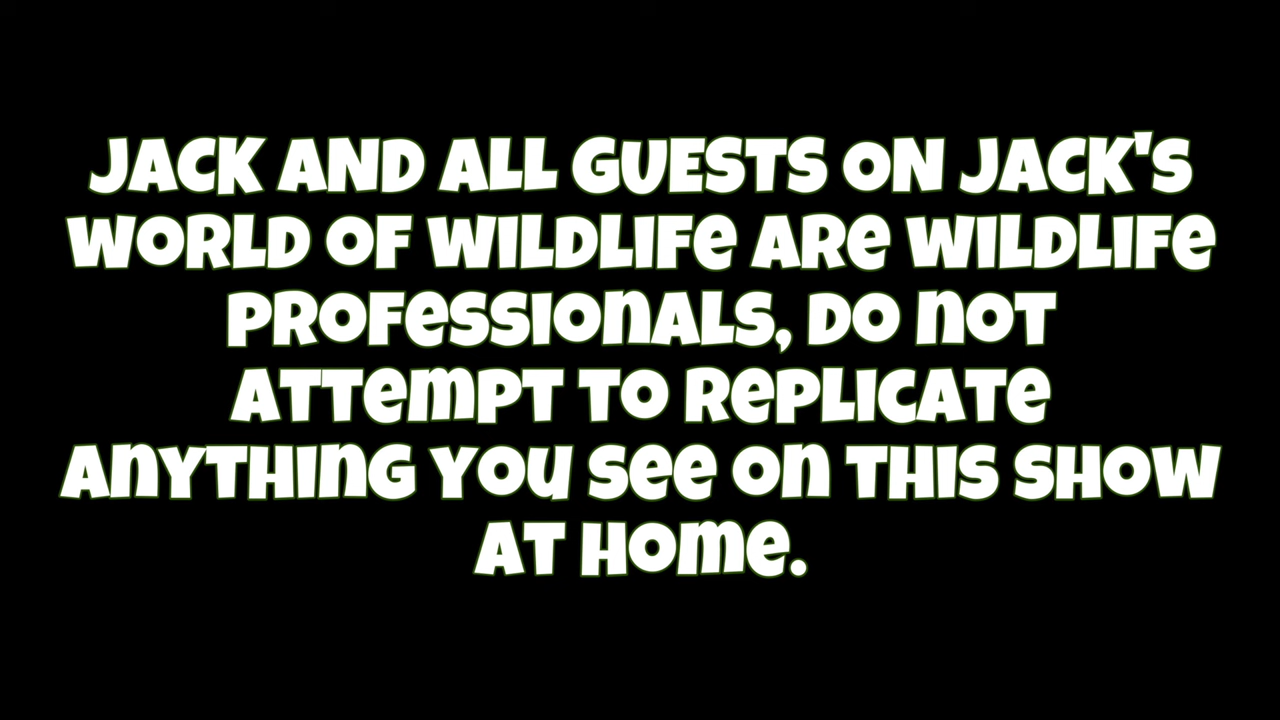 JACK AND ALL GUESTS ON JACK'S
WORLD OF WILDLIFE ARE WILDLIFE
PROFESSIONALS, DO NOT
ATTEMPT TO REPLICATE
ANYTHING YOU SEE ON THIS SHOW
AT HOME.